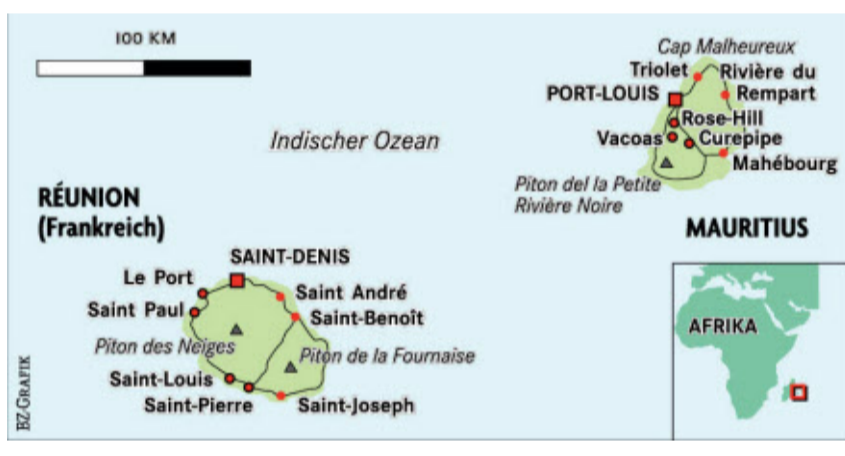 100 KM
Cap Malheureux
Triolet
Rivière du
Rempart
PORT-LOUIS
Rose-Hill
Vacoas
Curepipe
Mahébourg
Indischer Ozean
Piton del la Petite
Rivière Noire
RÉUNION
(Frankreich)
MAURITIUS
SAINT-DENIS
Le Port
Saint André
Saint Paul
Saint-Benoît
Piton des Neiges
Piton de la Fournaise
Saint-Louis
Saint-Pierre
Saint-Joseph
AFRIKA
BZ-GRAFIK